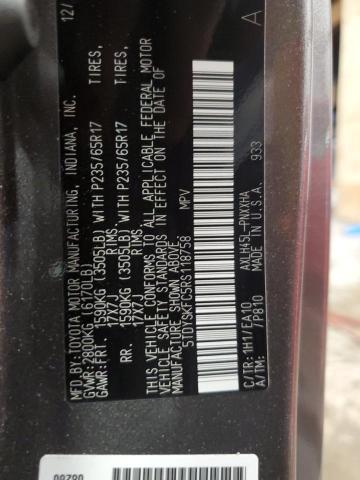 MFD.BY:TOYOTA MOTOR MANUFACTURING, INDIANA, INC. 12/
GVWR:2800KG (6170LB)
GAWR:FRT. 1590KG (3505LB) WITH P235/65R17 TIRES,
17X7J RIMS,
RR. 1590KG (3505LB) WITH P235/65R17 TIRES,
17X7J RIMS.
THIS VEHICLE CONFORMS TO ALL APPLICABLE FEDERAL MOTOR
VEHICLE SAFETY STANDARDS IN EFFECT ON THE DATE OF
MANUFACTURE SHOWN ABOVE.
5TDYSKFC5RS118758 MPV
C/TR:1H1/EA10 AXLH45L-PNXXHA A
A/TM: /P810 MADE IN U.S.A. 933